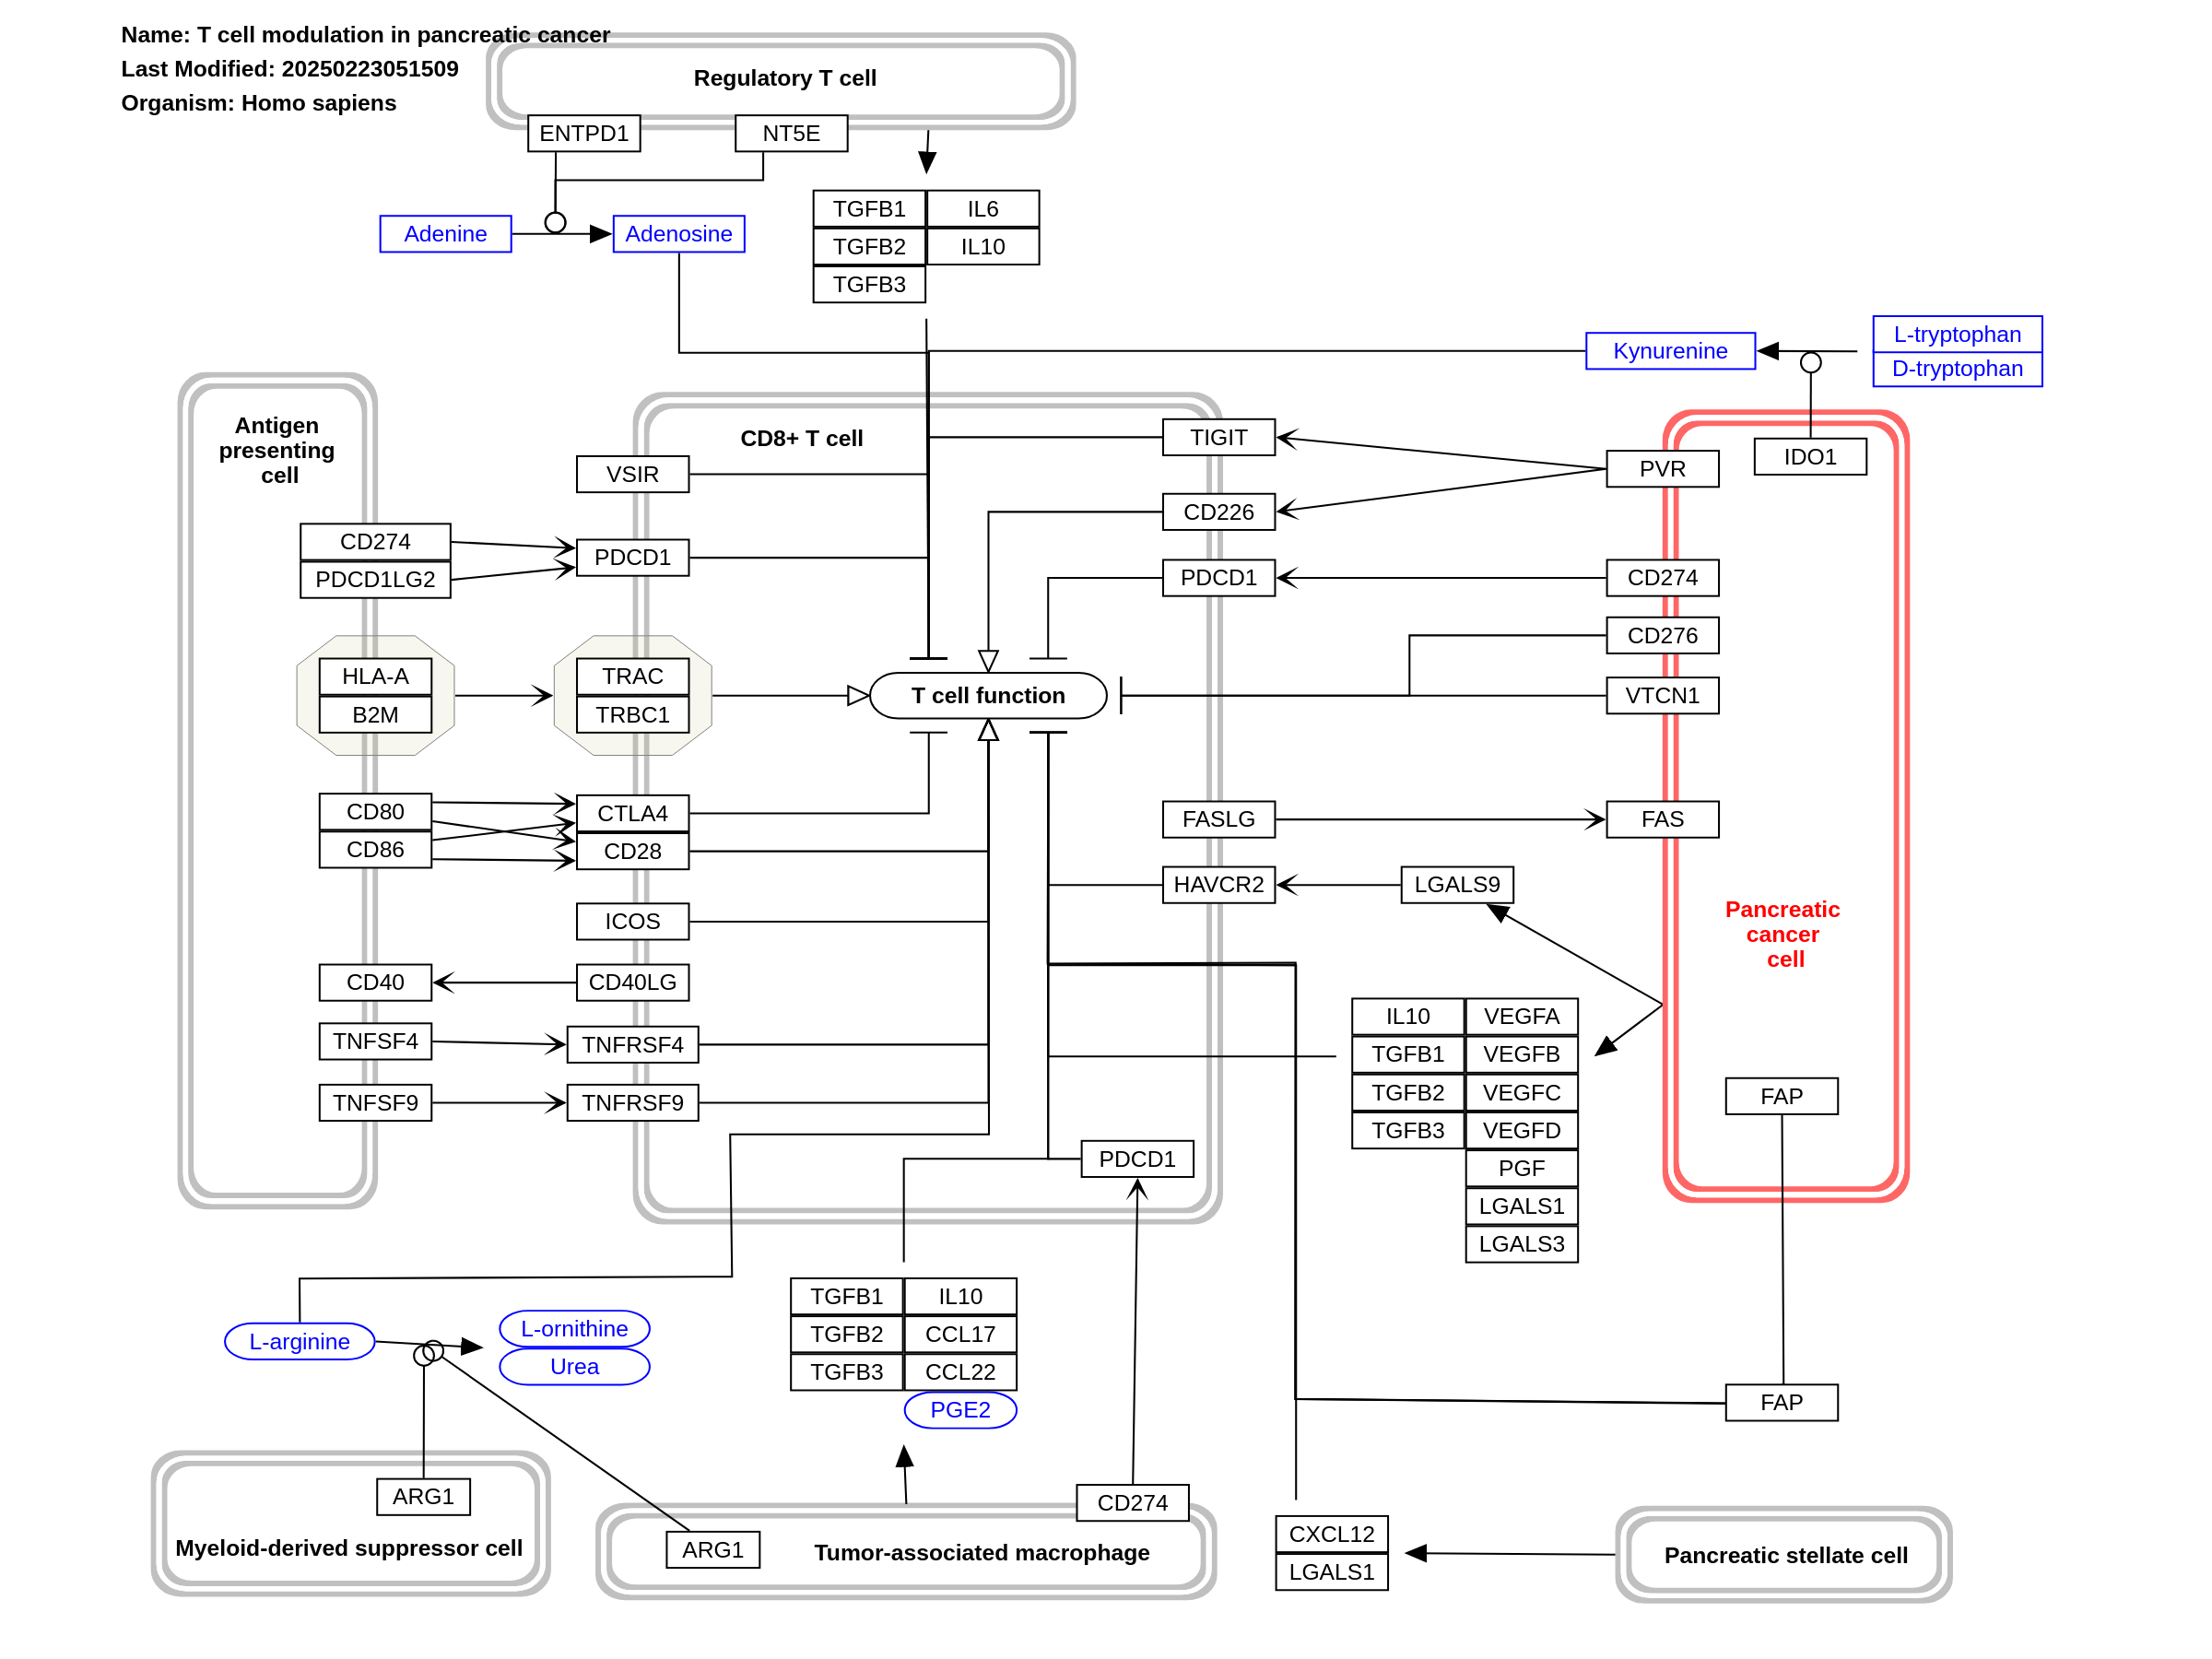 Name: T cell modulation in pancreatic cancer
Last Modified: 20250223051509
Organism: Homo sapiens
Regulatory T cell
ENTPD1
NT5E
Adenine
Adenosine
TGFB1
IL6
TGFB2
IL10
TGFB3
Kynurenine
L-tryptophan
D-tryptophan
Antigen
presenting
cell
CD8+ T cell
VSIR
TIGIT
CD226
PVR
IDO1
CD274
PDCD1LG2
PDCD1
PDCD1
CD274
CD276
HLA-A
B2M
TRAC
TRBC1
T cell function
VTCN1
CD80
CD86
CTLA4
CD28
FASLG
FAS
HAVCR2
LGALS9
ICOS
Pancreatic
cancer
cell
CD40
CD40LG
TNFSF4
TNFRSF4
TNFSF9
TNFRSF9
IL10
VEGFA
TGFB1
VEGFB
TGFB2
VEGFC
TGFB3
VEGFD
PGF
LGALS1
LGALS3
FAP
PDCD1
L-arginine
L-ornithine
Urea
TGFB1
IL10
TGFB2
CCL17
TGFB3
CCL22
PGE2
FAP
ARG1
Myeloid-derived suppressor cell
ARG1
Tumor-associated macrophage
CD274
CXCL12
LGALS1
Pancreatic stellate cell